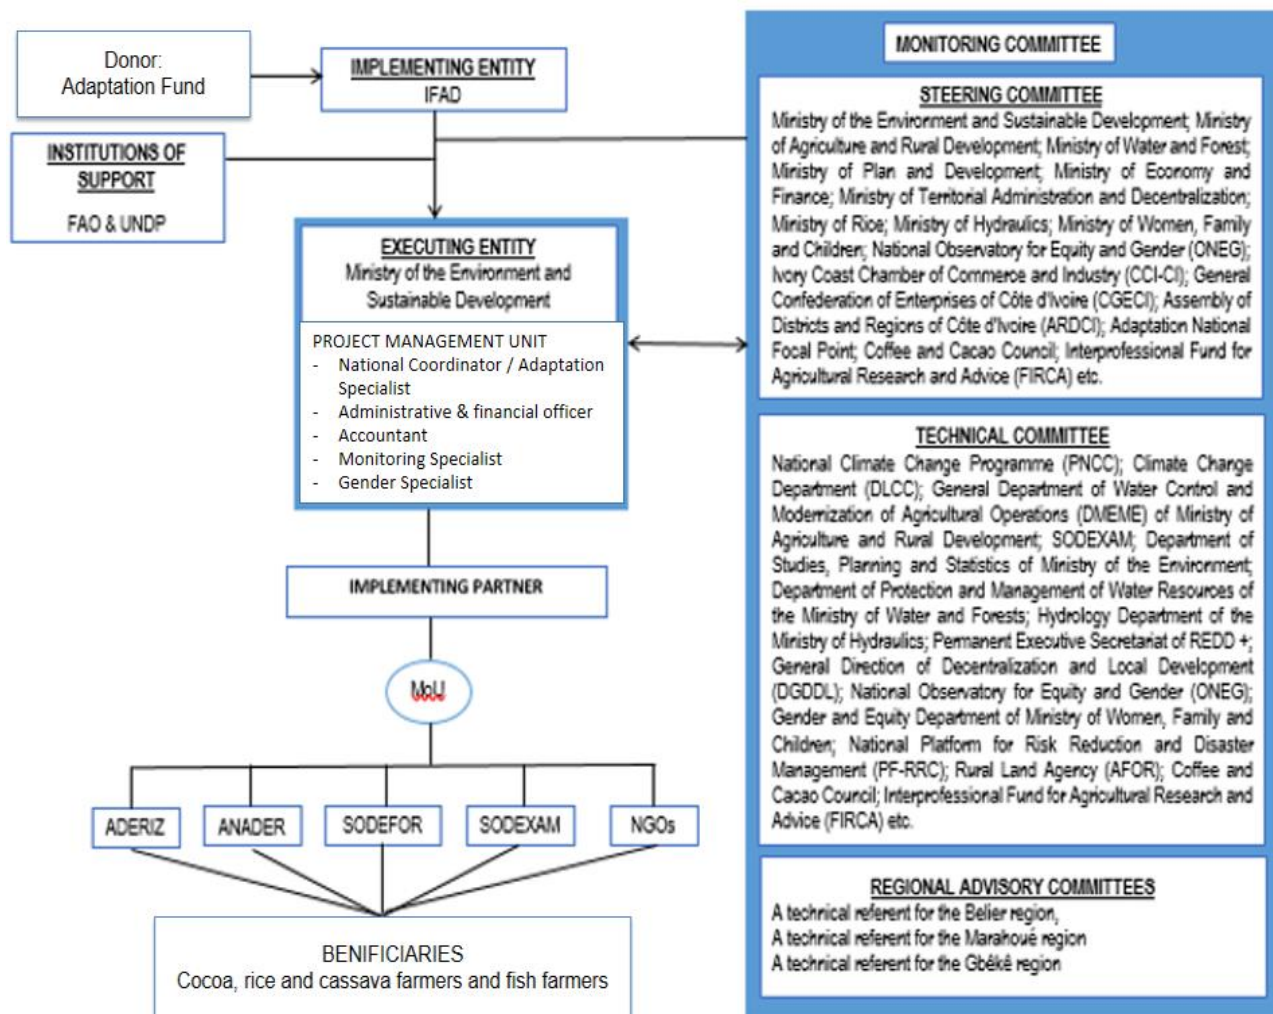 Donor:
Adaptation Fund
IMPLEMENTING ENTITY
IFAD
INSTITUTIONS OF
SUPPORT
FAO & UNDP
EXECUTING ENTITY
Ministry of the Environment and
Sustainable Development
PROJECT MANAGEMENT UNIT
- National Coordinator / Adaptation
Specialist
- Administrative & financial officer
- Accountant
- Monitoring Specialist
- Gender Specialist
IMPLEMENTING PARTNER
MoU
ADERIZ
ANADER
SODEFOR
SODEXAM
NGOs
BENIFICIARIES
Cocoa, rice and cassava farmers and fish farmers
MONITORING COMMITTEE
STEERING COMMITTEE
Ministry of the Environment and Sustainable Development; Ministry
of Agriculture and Rural Development; Ministry of Water and Forest;
Ministry of Plan and Development; Ministry of Economy and
Finance; Ministry of Territorial Administration and Decentralization;
Ministry of Rice; Ministry of Hydraulics; Ministry of Women, Family
and Children; National Observatory for Equity and Gender (ONEG);
Ivory Coast Chamber of Commerce and Industry (CCI-CI); General
Confederation of Enterprises of Côte d'Ivoire (CGECI); Assembly of
Districts and Regions of Côte d'Ivoire (ARDCI); Adaptation National
Focal Point; Coffee and Cacao Council; Interprofessional Fund for
Agricultural Research and Advice (FIRCA) etc.
TECHNICAL COMMITTEE
National Climate Change Programme (PNCC); Climate Change
Department (DLCC); General Department of Water Control and
Modernization of Agricultural Operations (DMEME) of Ministry of
Agriculture and Rural Development; SODEXAM; Department of
Studies, Planning and Statistics of Ministry of the Environment;
Department of Protection and Management of Water Resources of
the Ministry of Water and Forests; Hydrology Department of the
Ministry of Hydraulics; Permanent Executive Secretariat of REDD +;
General Direction of Decentralization and Local Development
(DGDDL); National Observatory for Equity and Gender (ONEG);
Gender and Equity Department of Ministry of Women, Family and
Children; National Platform for Risk Reduction and Disaster
Management (PF-RRC); Rural Land Agency (AFOR); Coffee and
Cacao Council; Interprofessional Fund for Agricultural Research and
Advice (FIRCA) etc.
REGIONAL ADVISORY COMMITTEES
A technical referent for the Belier region,
A technical referent for the Marahoué region
A technical referent for the Gbêkê region